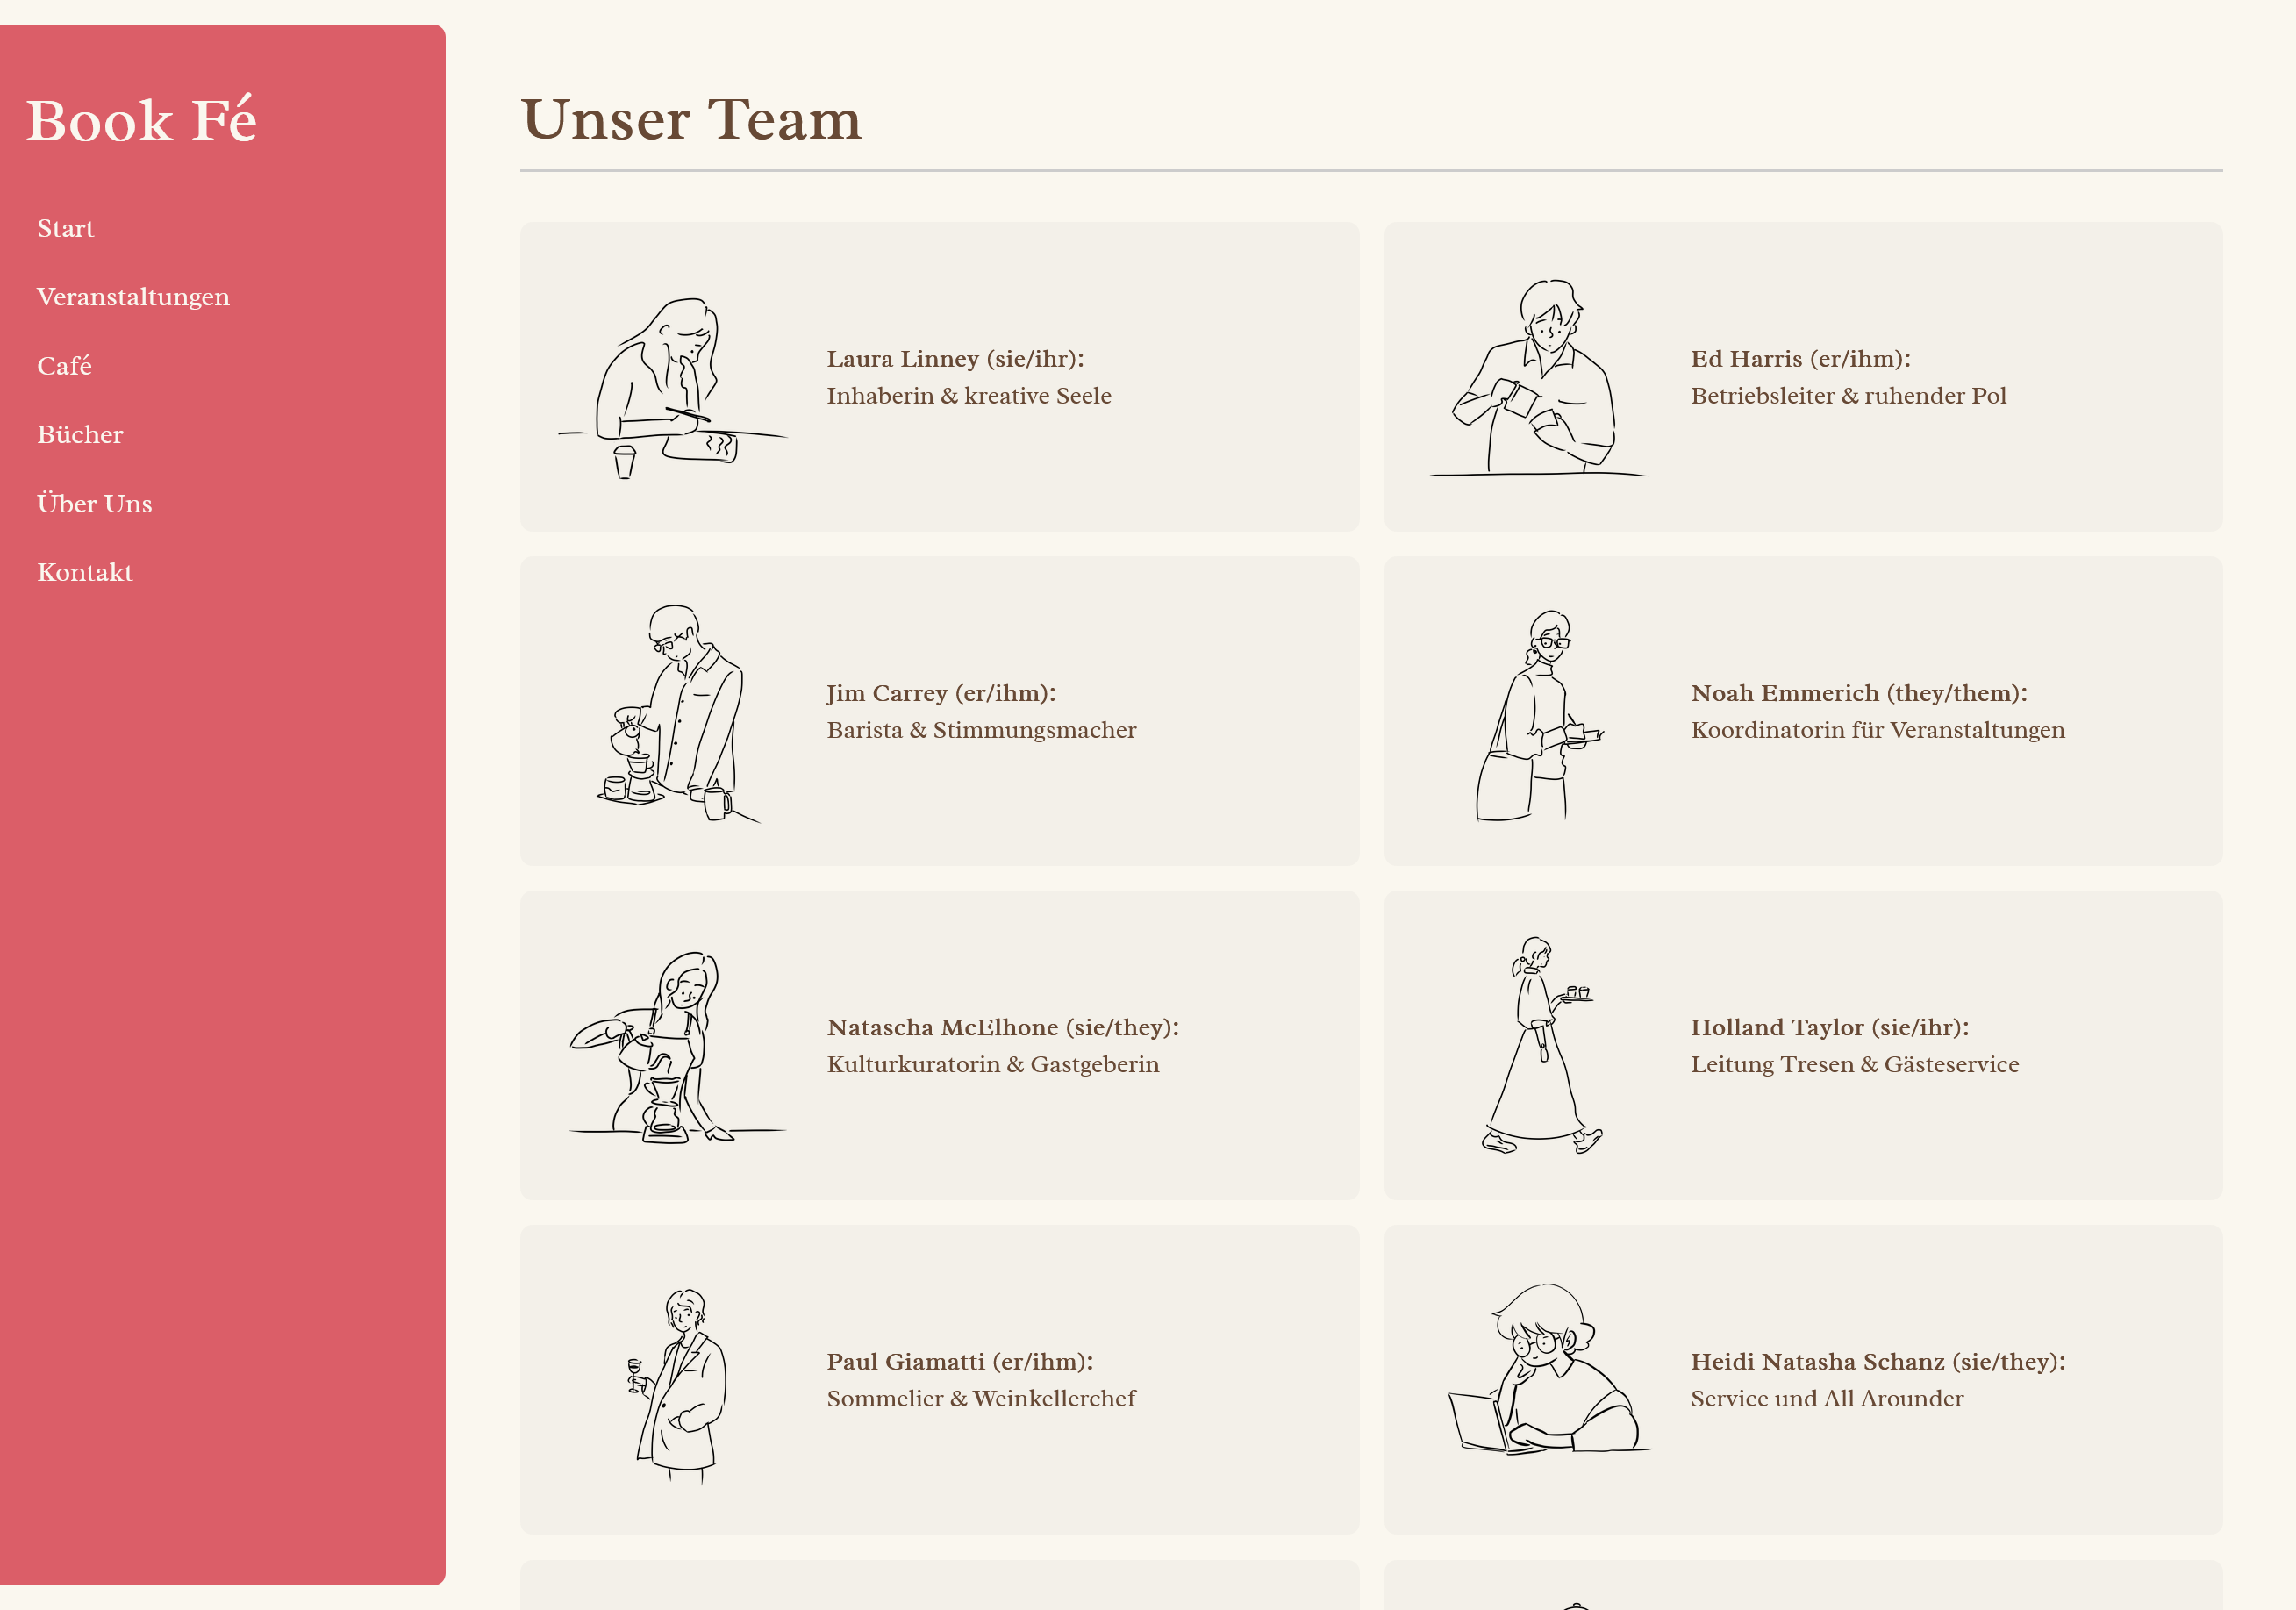 Book Fé
Start
Veranstaltungen
Café
Bücher
Über Uns
Kontakt
Unser Team
Laura Linney (sie/ihr):
Inhaberin & kreative Seele
Ed Harris (er/ihm):
Betriebsleiter & ruhender Pol
Jim Carrey (er/ihm):
Barista & Stimmungsmacher
Noah Emmerich (they/them):
Koordinatorin für Veranstaltungen
Natascha McElhone (sie/they):
Kulturkuratorin & Gastgeberin
Holland Taylor (sie/ihr):
Leitung Tresen & Gästeservice
Paul Giamatti (er/ihm):
Sommelier & Weinkellerchef
Heidi Natasha Schanz (sie/they):
Service und All Arounder